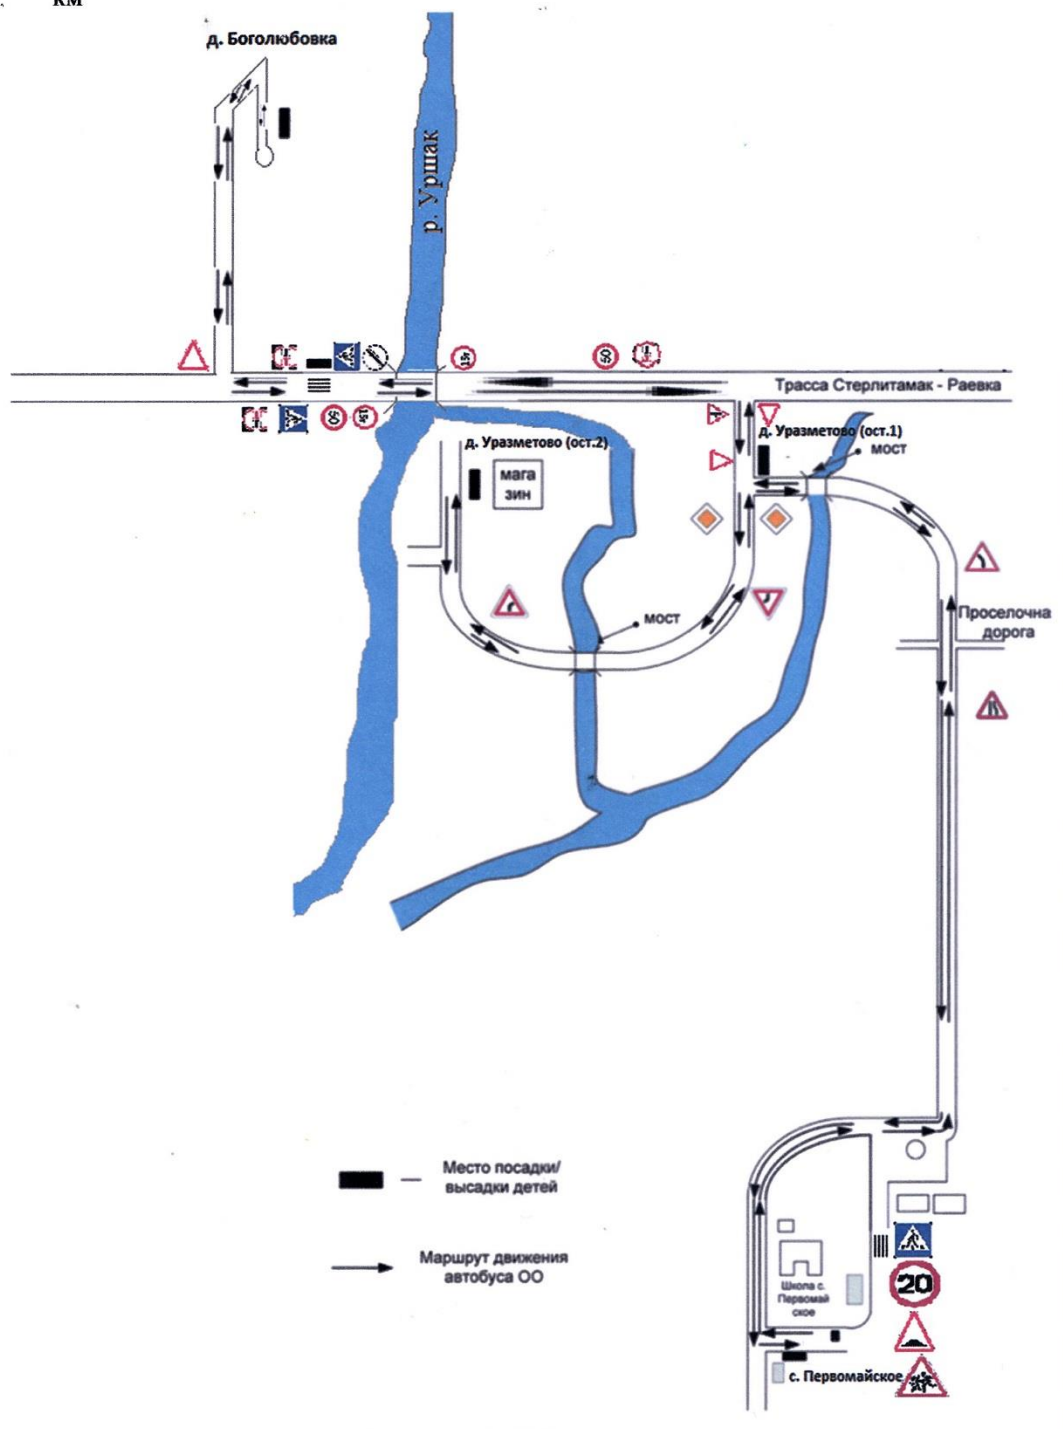 км
д. Боголюбовка
р. Уршак
50
Трасса Стерлитамак - Раевка
50
д. Уразметово (ост.1)
мост
д. Уразметово (ост.2)
мага
зин
мост
Проселочна
дорога
Место посадки/
высадки детей
Маршрут движения
автобуса ОО
20
Школа с.
Первомай
ское
с. Первомайское